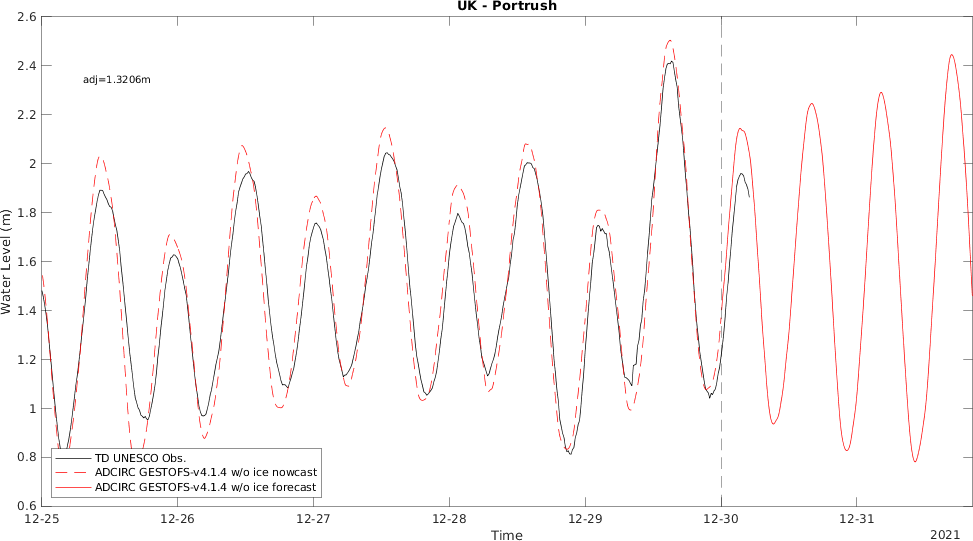 UK - Portrush
2.6
2.4
2.2
2
1.8
1.6
1.4
1.2
1
0.8
0.6
Water Level (m)
adj=1.3206m
TD UNESCO Obs.
ADCIRC GESTOFS-v4.1.4 w/o ice nowcast
ADCIRC GESTOFS-v4.1.4 w/o ice forecast
12-25 12-26 12-27 12-28 12-29 12-30 12-31
Time
2021